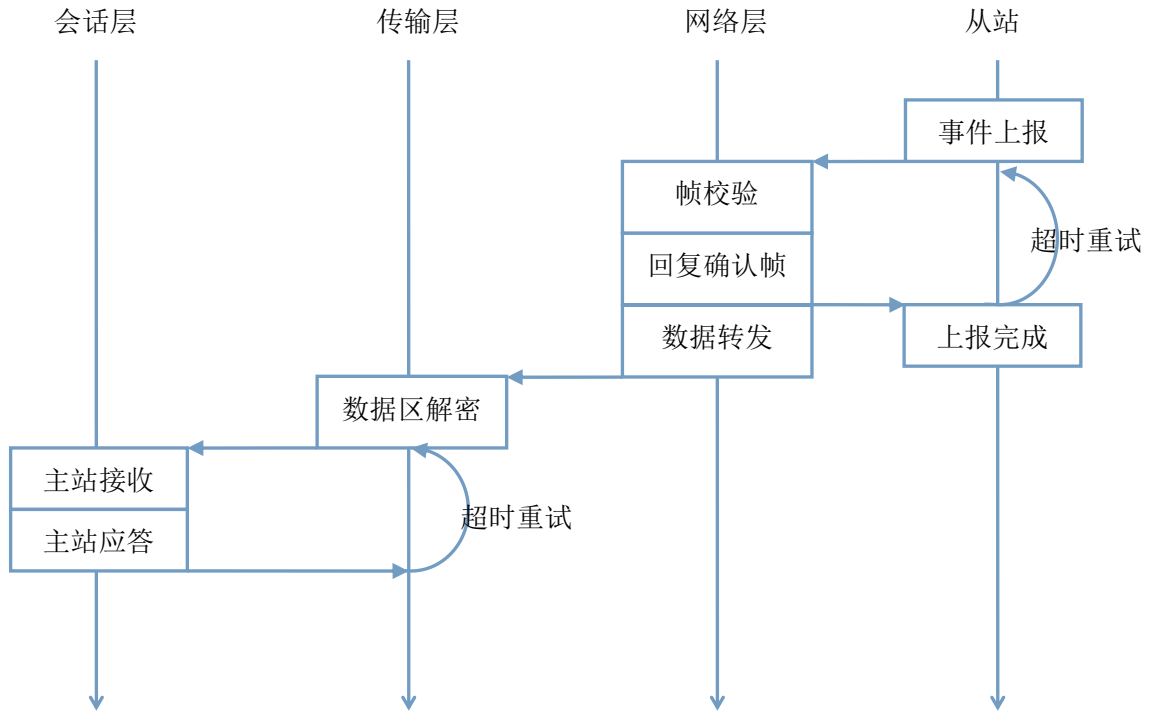 会话层
传输层
网络层
从站
事件上报
帧校验
超时重试
回复确认帧
数据转发
上报完成
数据区解密
主站接收
超时重试
主站应答